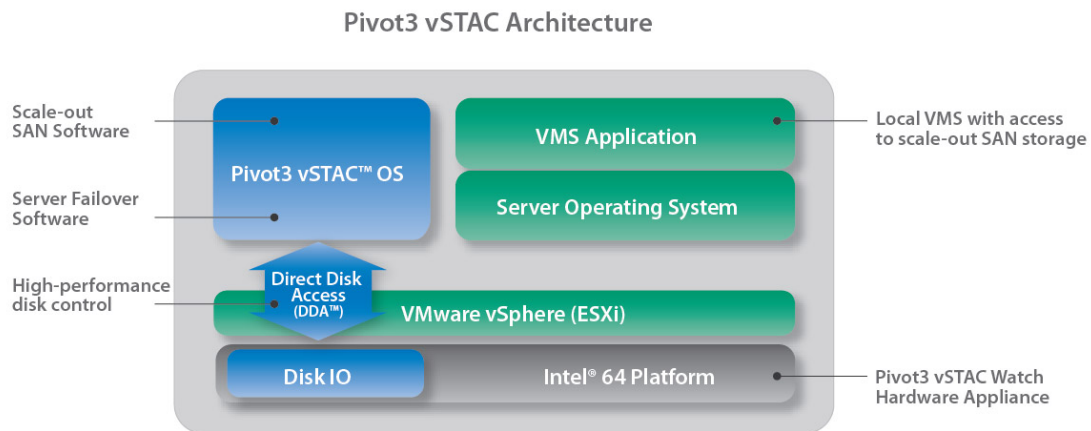 Pivot3 vSTAC Architecture
Scale-out
SAN Software
Pivot3 vSTAC™ OS
Server Failover
Software
VMS Application
Server Operating System
Local VMS with access
to scale-out SAN storage
High-performance
disk control
Direct Disk
Access
(DDA™)
VMware vSphere (ESXi)
Disk IO
Intel® 64 Platform
Pivot3 vSTAC Watch
Hardware Appliance